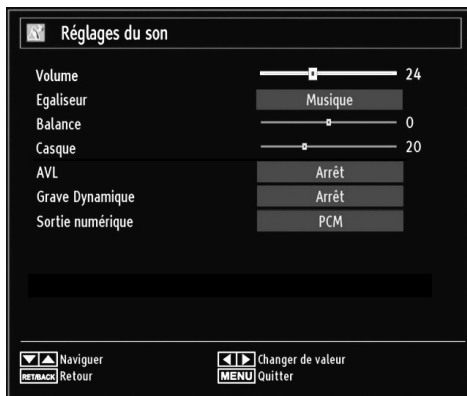 Réglages du son
Volume 24
Egaliseur Musique
Balance 0
Casque 20
AVL Arrêt
Grave Dynamique Arrêt
Sortie numérique PCM
Naviguer Changer de valeur
RET/BACK Retour MENU Quitter